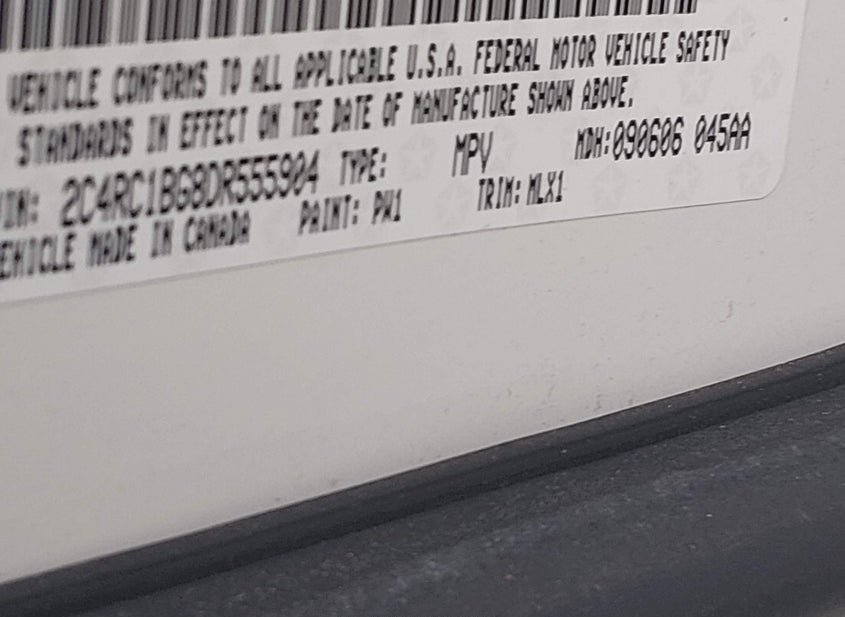 VEHICLE CONFORMS TO ALL APPLICABLE U.S.A. FEDERAL MOTOR VEHICLE SAFETY
STANDARDS IN EFFECT ON THE DATE OF MANUFACTURE SHOWN ABOVE.
VIN: 2C4RC1BG8DR555904 TYPE: MPV MDH:090606 045AA
VEHICLE MADE IN CANADA PAINT: PW1 TRIM: MLX1